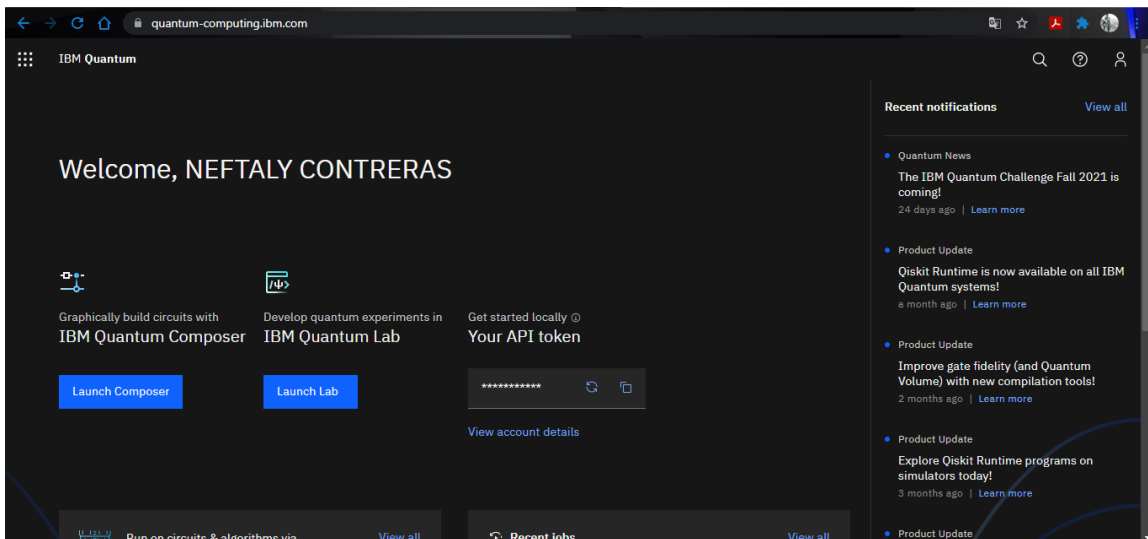 quantum-computing.ibm.com
IBM Quantum
Welcome, NEFTALY CONTRERAS
Graphically build circuits with
IBM Quantum Composer
Launch Composer
Develop quantum experiments in
IBM Quantum Lab
Launch Lab
Get started locally
Your API token
***********
View account details
Run on circuits & algorithms via
View all
Recent jobs
View all
Recent notifications
View all
Quantum News
The IBM Quantum Challenge Fall 2021 is
coming!
24 days ago | Learn more
Product Update
Qiskit Runtime is now available on all IBM
Quantum systems!
a month ago | Learn more
Product Update
Improve gate fidelity (and Quantum
Volume) with new compilation tools!
2 months ago | Learn more
Product Update
Explore Qiskit Runtime programs on
simulators today!
3 months ago | Learn more
Product Update